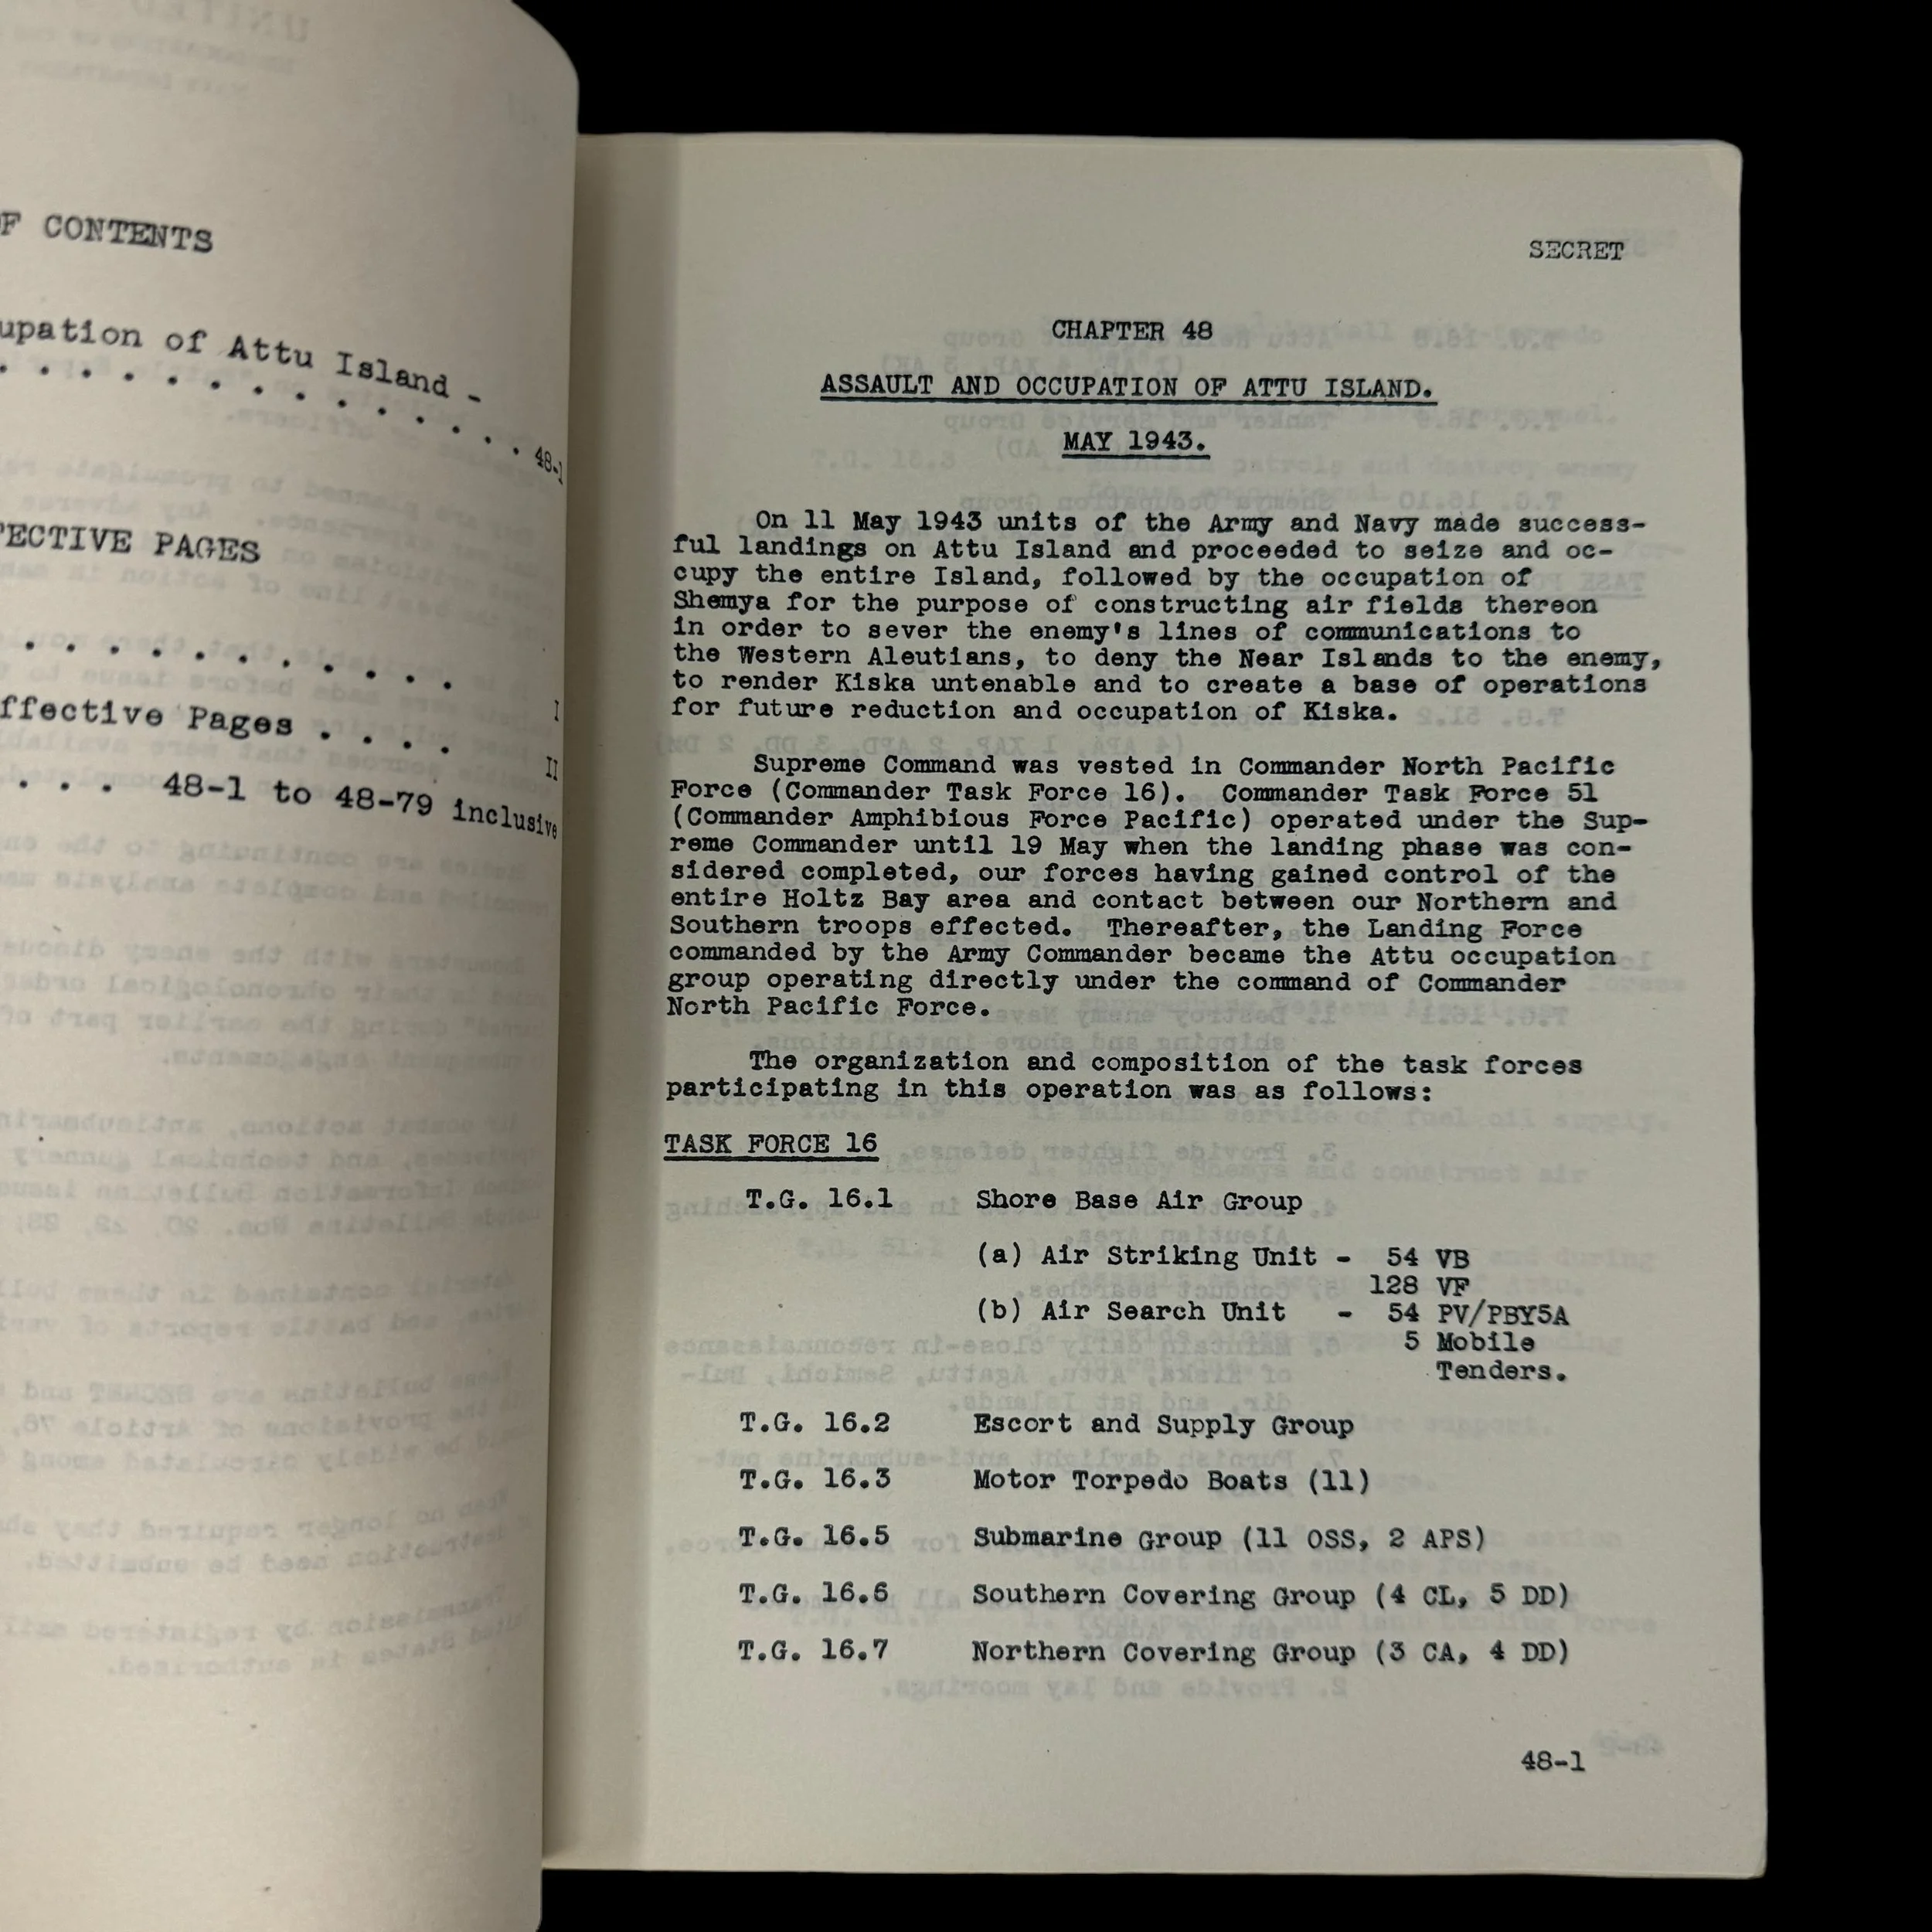 OF CONTENTS
upation of Attu Island -
. . . . . . . . . . . . . 48-1
FECTIVE PAGES
. . . . . . . . . . . I
ffective Pages . . . . II
. . . 48-1 to 48-79 inclusive
SECRET
CHAPTER 48
ASSAULT AND OCCUPATION OF ATTU ISLAND.
MAY 1943.
On 11 May 1943 units of the Army and Navy made success-
ful landings on Attu Island and proceeded to seize and oc-
cupy the entire Island, followed by the occupation of
Shemya for the purpose of constructing air fields thereon
in order to sever the enemy's lines of communications to
the Western Aleutians, to deny the Near Islands to the enemy,
to render Kiska untenable and to create a base of operations
for future reduction and occupation of Kiska.
Supreme Command was vested in Commander North Pacific
Force (Commander Task Force 16). Commander Task Force 51
(Commander Amphibious Force Pacific) operated under the Sup-
reme Commander until 19 May when the landing phase was con-
sidered completed, our forces having gained control of the
entire Holtz Bay area and contact between our Northern and
Southern troops effected. Thereafter, the Landing Force
commanded by the Army Commander became the Attu occupation
group operating directly under the command of Commander
North Pacific Force.
The organization and composition of the task forces
participating in this operation was as follows:
TASK FORCE 16
T.G. 16.1 Shore Base Air Group
(a) Air Striking Unit - 54 VB
128 VF
(b) Air Search Unit - 54 PV/PBY5A
5 Mobile
Tenders.
T.G. 16.2 Escort and Supply Group
T.G. 16.3 Motor Torpedo Boats (11)
T.G. 16.5 Submarine Group (11 OSS, 2 APS)
T.G. 16.6 Southern Covering Group (4 CL, 5 DD)
T.G. 16.7 Northern Covering Group (3 CA, 4 DD)
48-1